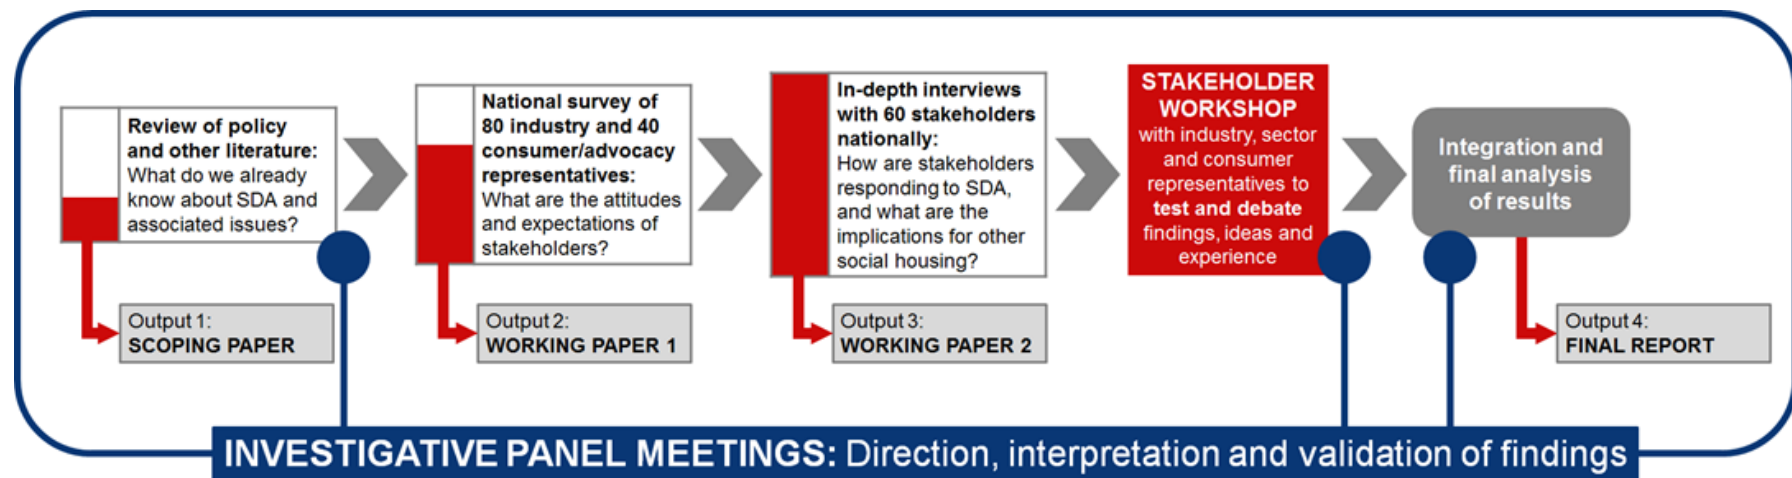 Review of policy
and other literature:
What do we already
know about SDA and
associated issues?
Output 1:
SCOPING PAPER
National survey of
80 industry and 40
consumer/advocacy
representatives:
What are the attitudes
and expectations of
stakeholders?
Output 2:
WORKING PAPER 1
In-depth interviews
with 60 stakeholders
nationally:
How are stakeholders
responding to SDA,
and what are the
implications for other
social housing?
Output 3:
WORKING PAPER 2
STAKEHOLDER
WORKSHOP
with industry, sector
and consumer
representatives to
test and debate
findings, ideas and
experience
Integration and
final analysis
of results
Output 4:
FINAL REPORT
INVESTIGATIVE PANEL MEETINGS: Direction, interpretation and validation of findings